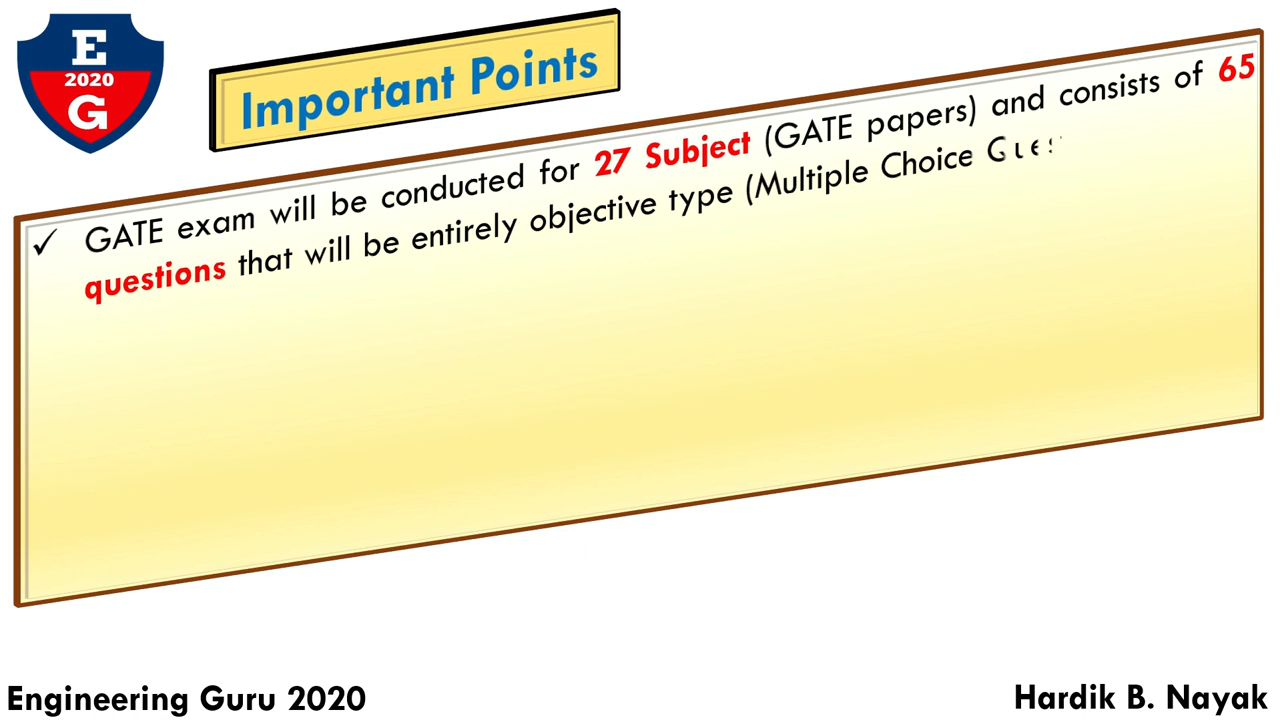 E
2020
G
Important Points
✓ GATE exam will be conducted for 27 Subject (GATE papers) and consists of 65
questions that will be entirely objective type (Multiple Choice
Engineering Guru 2020
Hardik B. Nayak